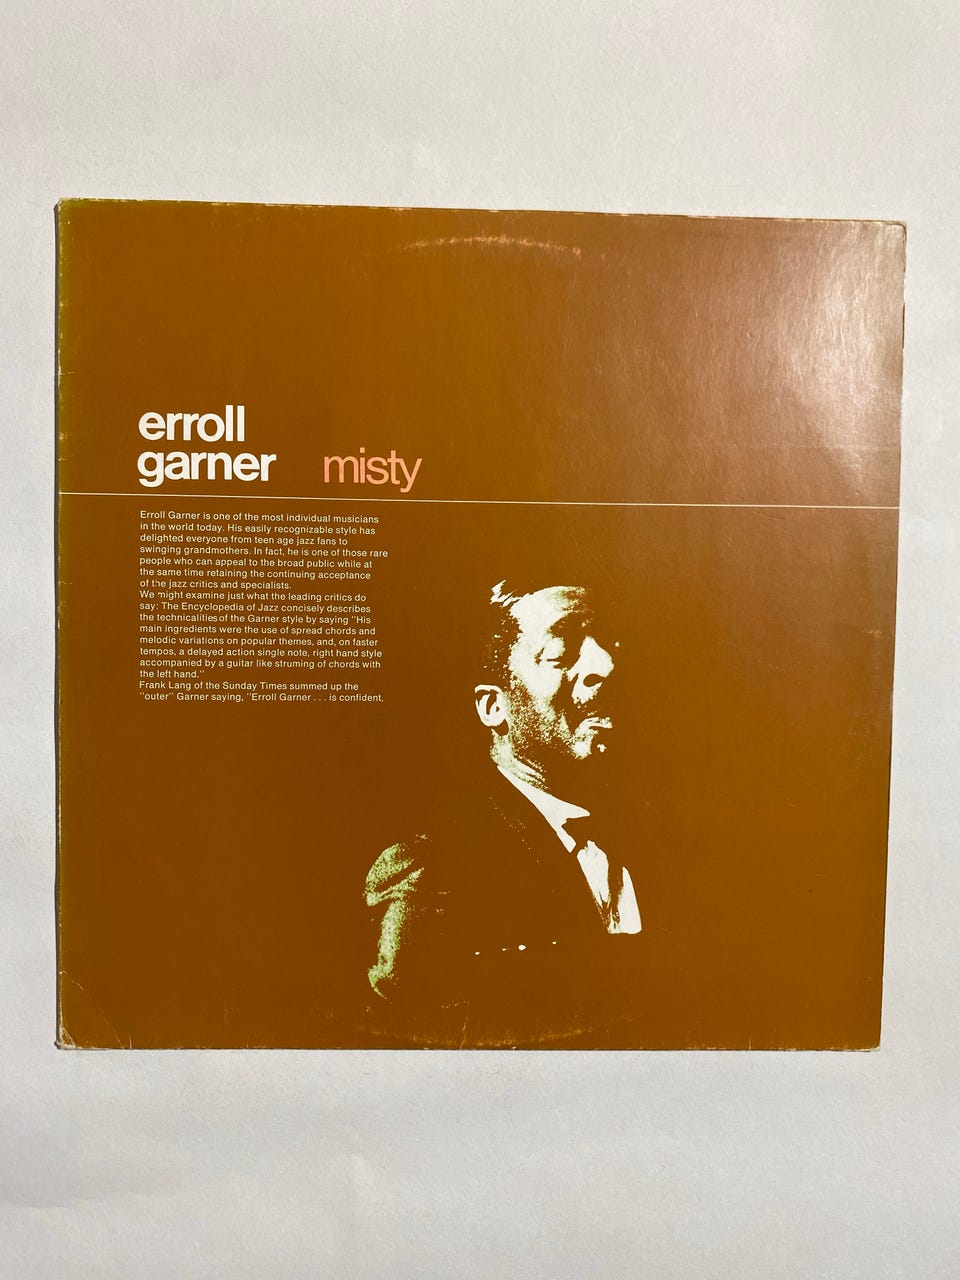 erroll
garner misty
Erroll Garner is one of the most individual musicians
in the world today. His easily recognizable style has
delighted everyone from teen age jazz fans to
swinging grandmothers. In fact, he is one of those rare
people who can appeal to the broad public while at
the same time retaining the continuing acceptance
of the jazz critics and specialists.
We might examine just what the leading critics do
say: The Encyclopedia of Jazz concisely describes
the technicalities of the Garner style by saying "His
main ingredients were the use of spread chords and
melodic variations on popular themes, and, on faster
tempos, a delayed action single note, right hand style
accompanied by a guitar like struming of chords with
the left hand."
Frank Lang of the Sunday Times summed up the
"outer" Garner saying, "Erroll Garner . . . is confident,